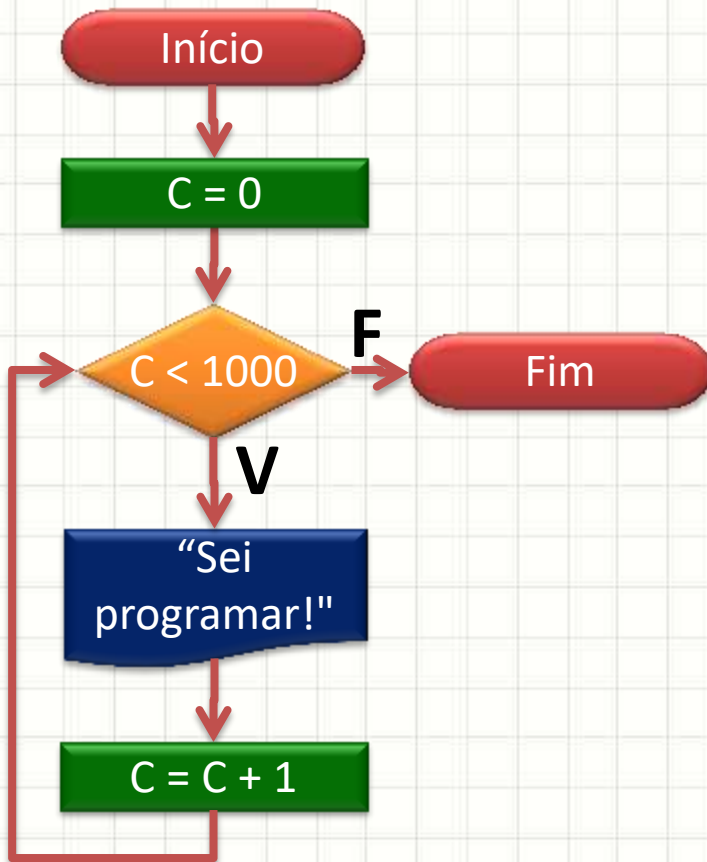 Início
C = 0
C < 1000
F
Fim
V
“Sei
programar!"
C = C + 1